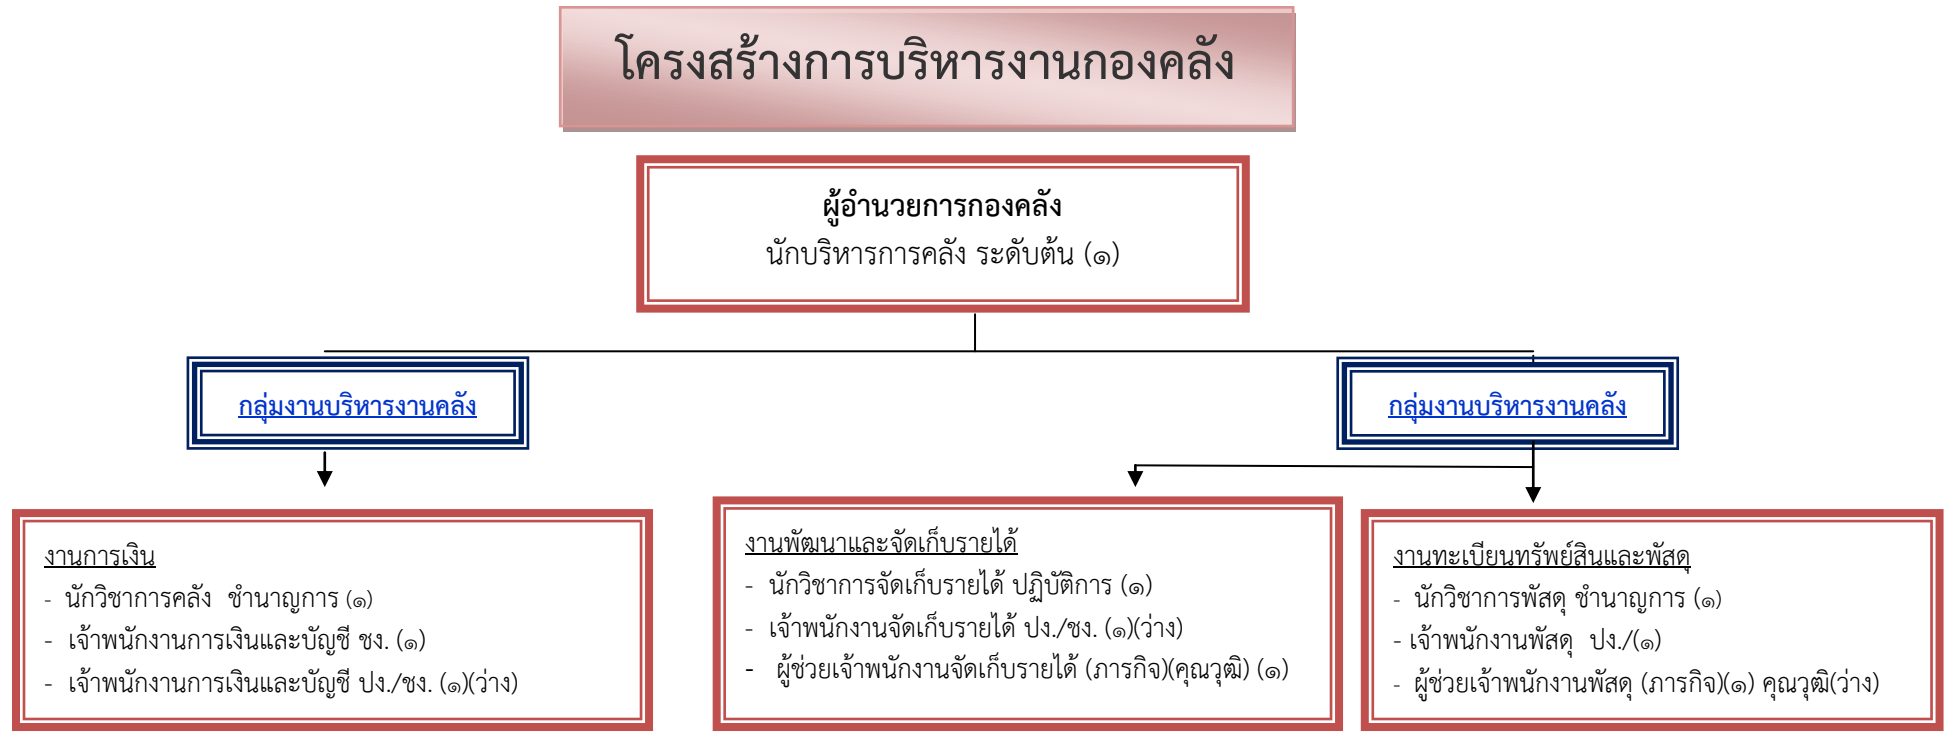 โครงสร้างการบริหารงานกองคลัง
ผู้อำนวยการกองคลัง
นักบริหารการคลัง ระดับต้น (๑)
กลุ่มงานบริหารงานคลัง
กลุ่มงานบริหารงานคลัง
งานการเงิน
- นักวิชาการคลัง ชำนาญการ (๑)
- เจ้าพนักงานการเงินและบัญชี ชง. (๑)
- เจ้าพนักงานการเงินและบัญชี ปง./ชง. (๑)(ว่าง)
งานพัฒนาและจัดเก็บรายได้
- นักวิชาการจัดเก็บรายได้ ปฏิบัติการ (๑)
- เจ้าพนักงานจัดเก็บรายได้ ปง./ชง. (๑)(ว่าง)
- ผู้ช่วยเจ้าพนักงานจัดเก็บรายได้ (ภารกิจ)(คุณวุฒิ) (๑)
งานทะเบียนทรัพย์สินและพัสดุ
- นักวิชาการพัสดุ ชำนาญการ (๑)
- เจ้าพนักงานพัสดุ ปง./(๑)
- ผู้ช่วยเจ้าพนักงานพัสดุ (ภารกิจ)(๑) คุณวุฒิ(ว่าง)